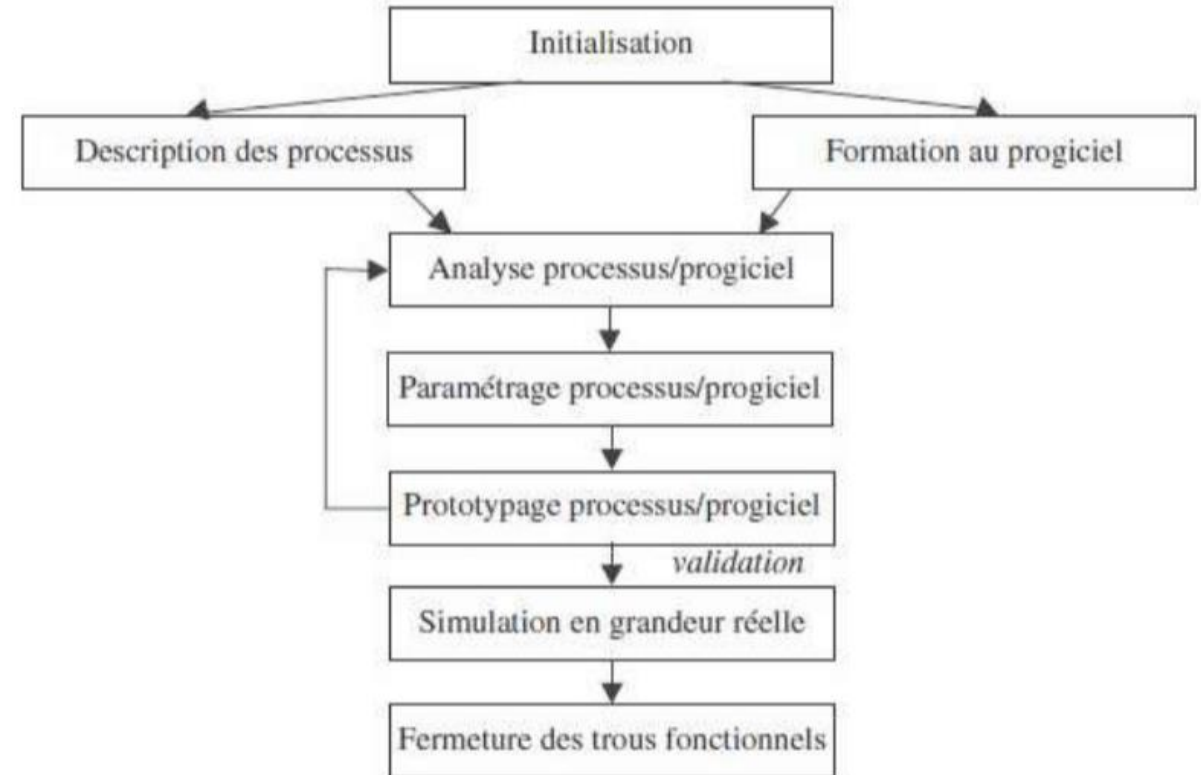 Initialisation
Description des processus
Formation au progiciel
Analyse processus/progiciel
Paramétrage processus/progiciel
Prototypage processus/progiciel
validation
Simulation en grandeur réelle
Fermeture des trous fonctionnels